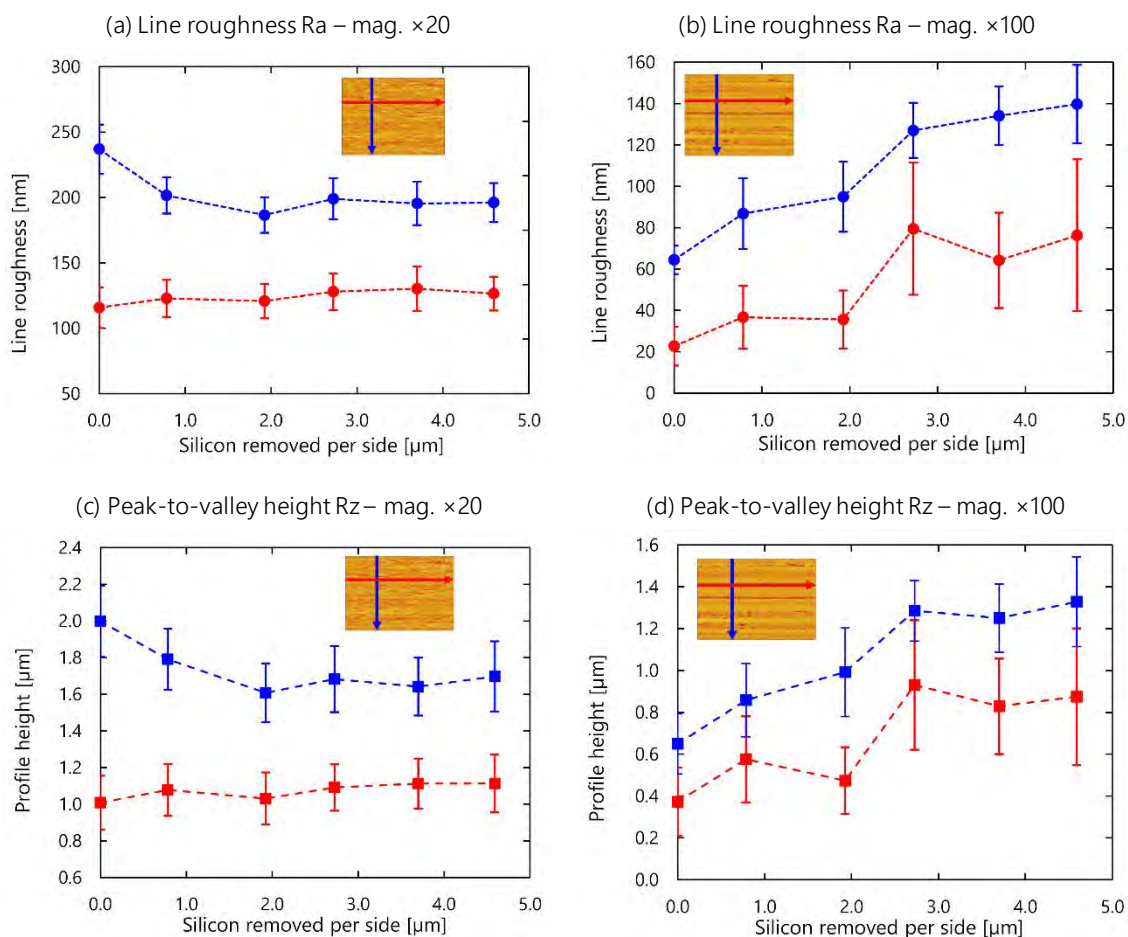 (a) Line roughness Ra – mag. ×20
300
250
200
150
100
50
Line roughness [nm]
0.0 1.0 2.0 3.0 4.0 5.0
Silicon removed per side [µm]
(b) Line roughness Ra – mag. ×100
160
140
120
100
80
60
40
20
0
Line roughness [nm]
0.0 1.0 2.0 3.0 4.0 5.0
Silicon removed per side [µm]
(c) Peak-to-valley height Rz – mag. ×20
2.4
2.2
2.0
1.8
1.6
1.4
1.2
1.0
0.8
0.6
Profile height [µm]
0.0 1.0 2.0 3.0 4.0 5.0
Silicon removed per side [µm]
(d) Peak-to-valley height Rz – mag. ×100
1.6
1.4
1.2
1.0
0.8
0.6
0.4
0.2
0.0
Profile height [µm]
0.0 1.0 2.0 3.0 4.0 5.0
Silicon removed per side [µm]